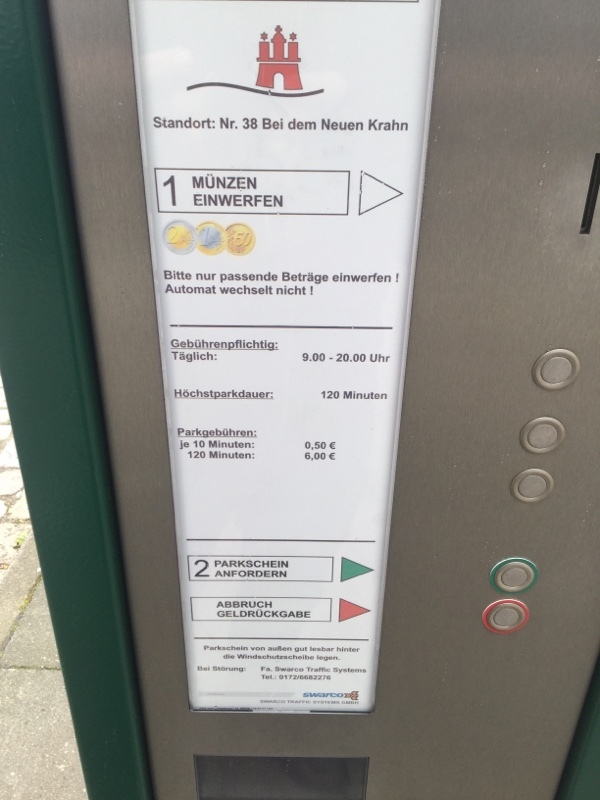 Standort: Nr. 38 Bei dem Neuen Krahn
1 MÜNZEN
EINWERFEN
2 1 50
Bitte nur passende Beträge einwerfen !
Automat wechselt nicht !
Gebührenpflichtig:
Täglich: 9.00 - 20.00 Uhr
Höchstparkdauer: 120 Minuten
Parkgebühren:
je 10 Minuten: 0,50 €
120 Minuten: 6,00 €
2 PARKSCHEIN
ANFORDERN
ABBRUCH
GELDRÜCKGABE
Parkschein von außen gut lesbar hinter
die Windschutzscheibe legen.
Bei Störung: Fa. Swarco Traffic Systems
Tel.: 0172/6682276
swarco
SWARCO TRAFFIC SYSTEMS GMBH